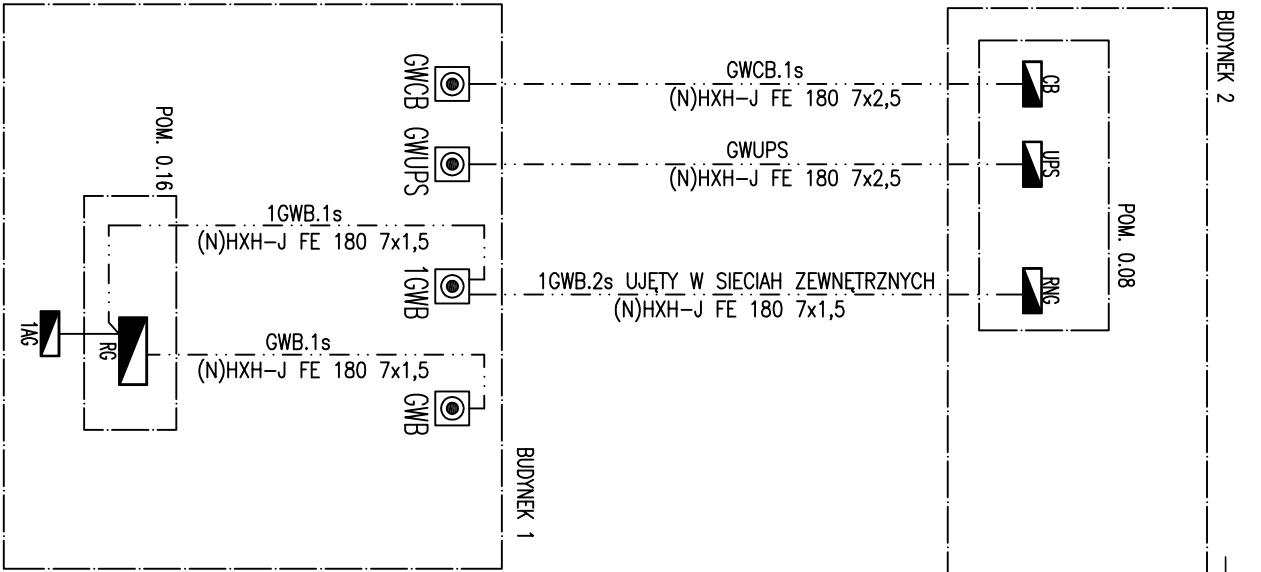 BUDYNEK 2
POM. 0.08
CB
UPS
RNG
GWCB.1s
(N)HXH-J FE 180 7x2,5
GWUPS
(N)HXH-J FE 180 7x2,5
1GWB.2s UJĘTY W SIECIAH ZEWNĘTRZNYCH
(N)HXH-J FE 180 7x1,5
GWCB
GWUPS
1GWB
GWB
1GWB.1s
(N)HXH-J FE 180 7x1,5
GWB.1s
(N)HXH-J FE 180 7x1,5
POM. 0.16
RG
1AG
BUDYNEK 1